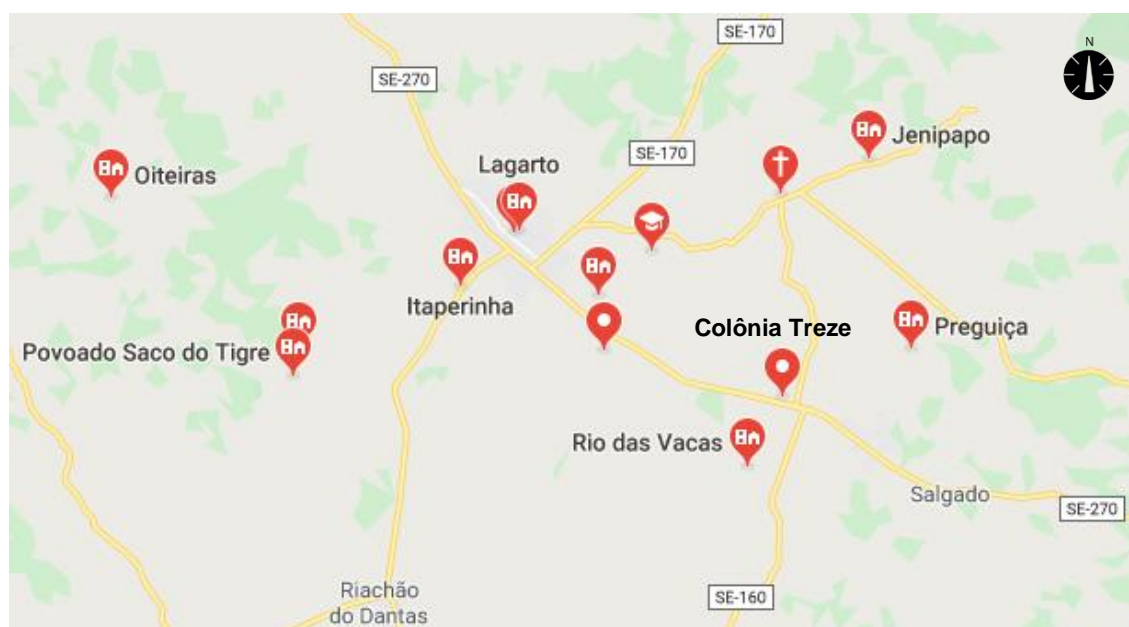 N
SE-170
SE-270
Jenipapo
SE-170
Lagarto
Oiteiras
Itaperinha
Colônia Treze
Preguiça
Povoado Saco do Tigre
Rio das Vacas
Salgado
SE-270
Riachão
do Dantas
SE-160